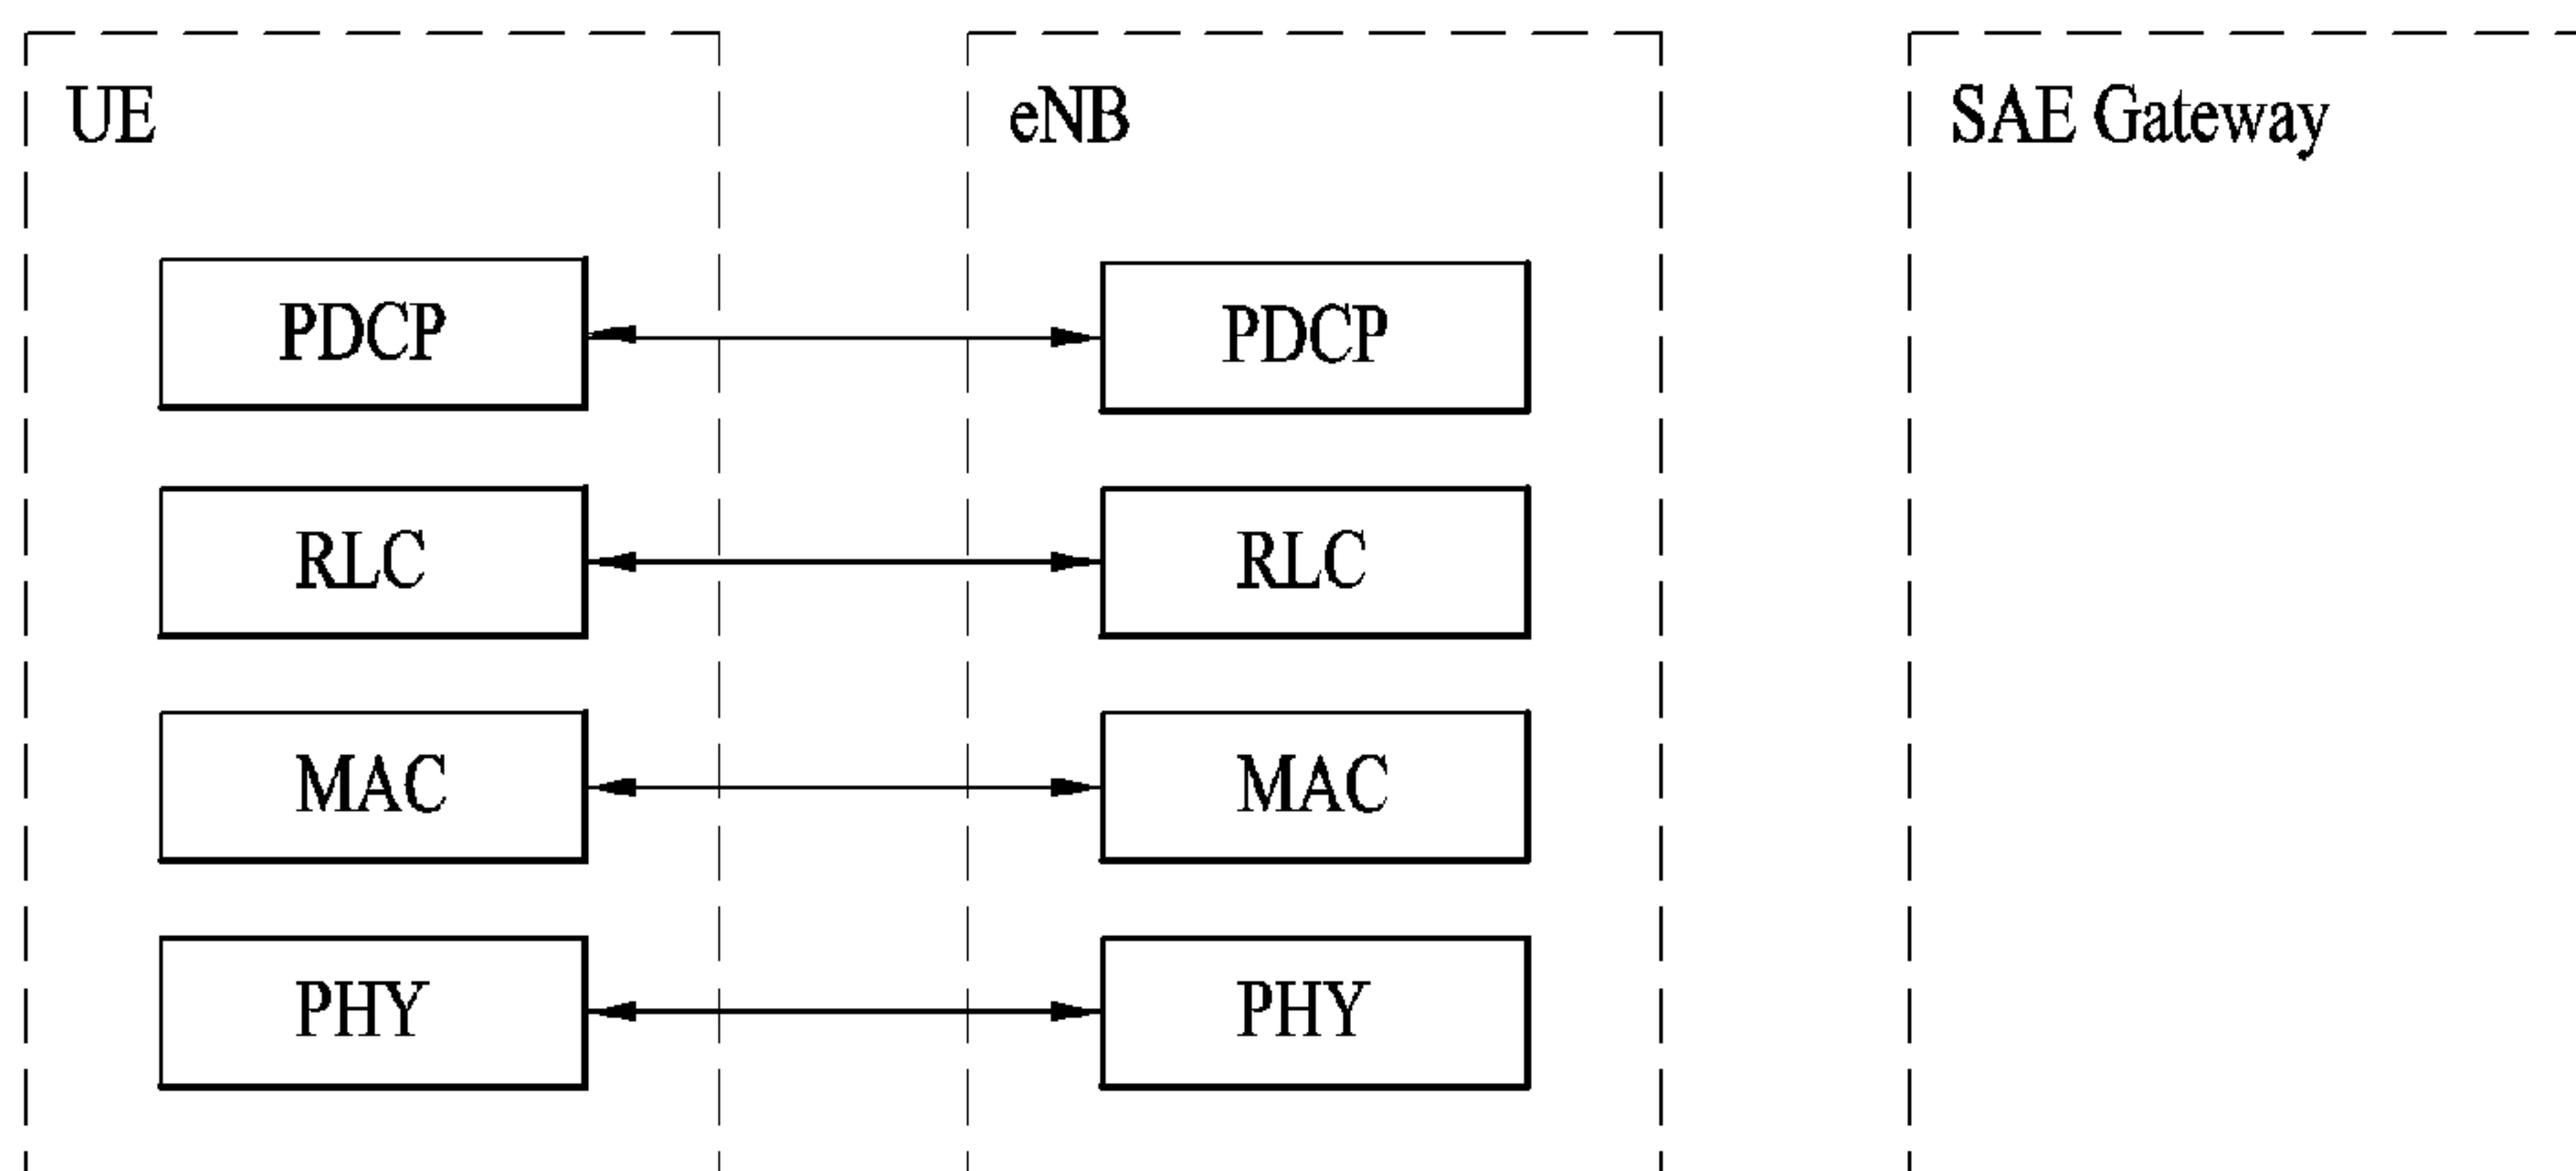 UE
eNB
SAE Gateway
PDCP
PDCP
RLC
RLC
MAC
MAC
PHY
PHY